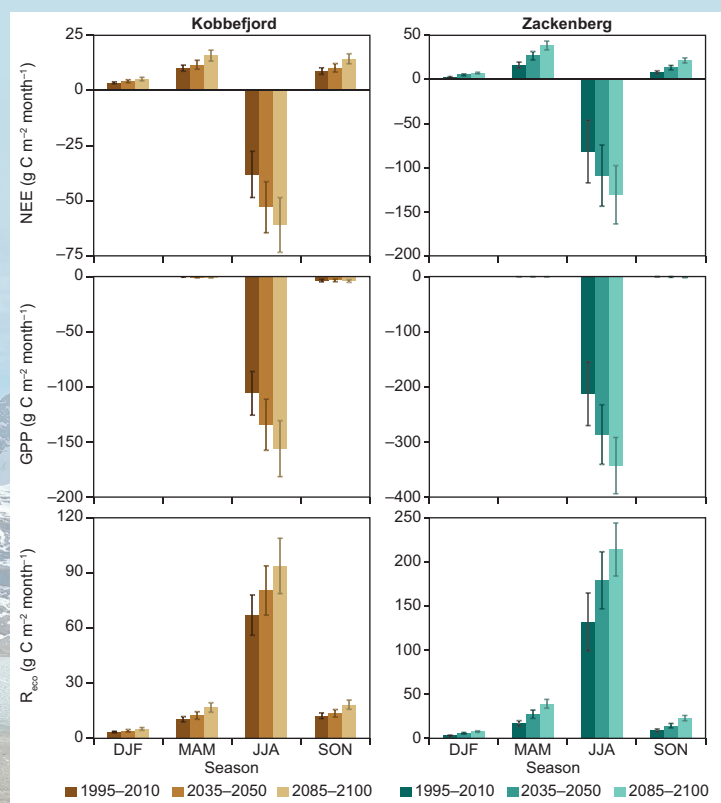 Kobbefjord
Zackenberg
NEE (g C m⁻² month⁻¹)
25
0
–25
–50
–75
50
0
–50
–100
–150
–200
GPP (g C m⁻² month⁻¹)
0
–50
–100
–150
–200
0
–100
–200
–300
–400
Reco (g C m⁻² month⁻¹)
120
90
60
30
0
250
200
150
100
50
0
DJF MAM JJA SON
DJF MAM JJA SON
Season
Season
1995–2010 2035–2050 2085–2100
1995–2010 2035–2050 2085–2100